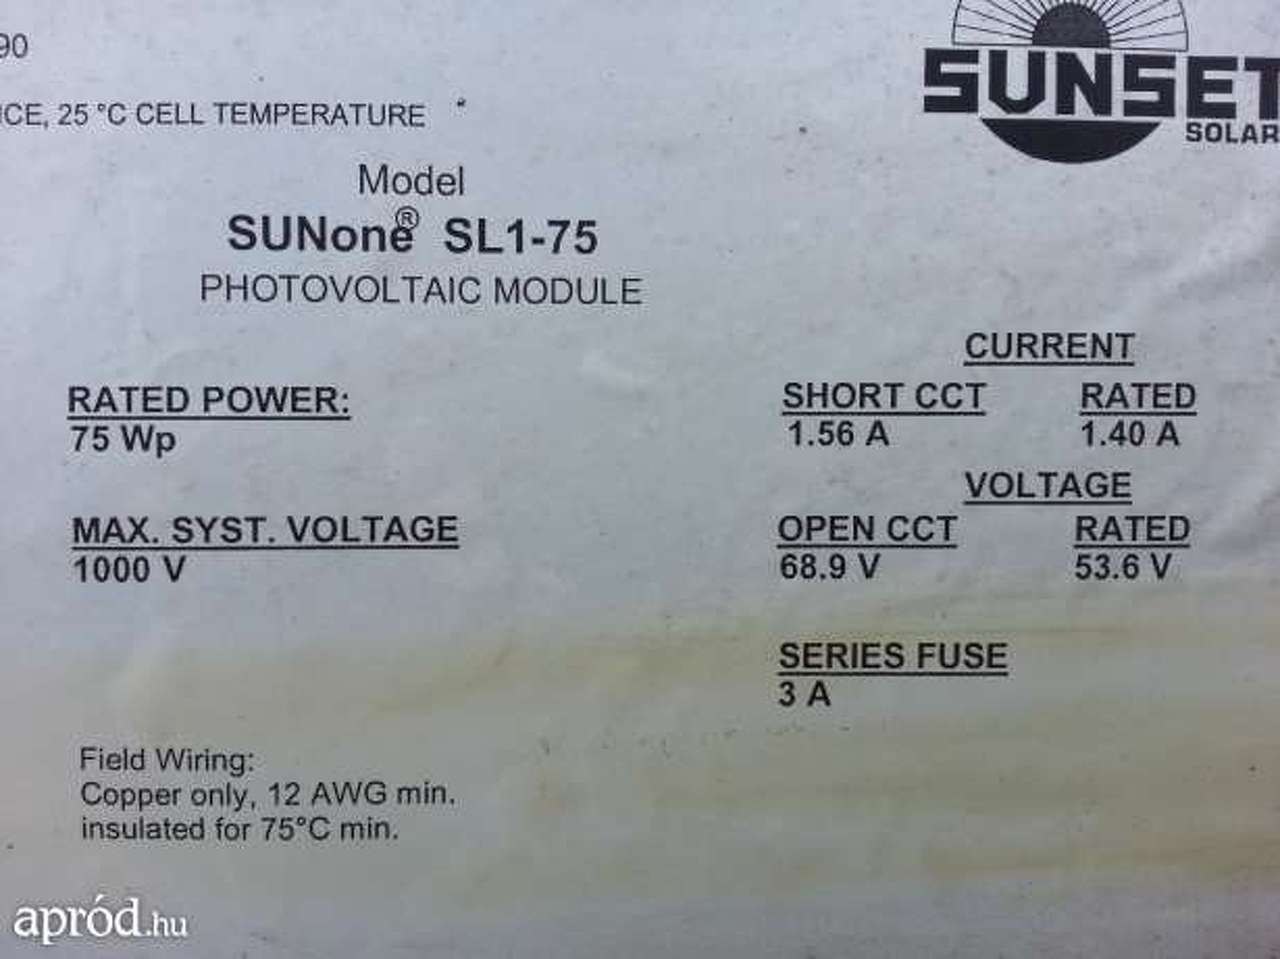 90
SUNSET
SOLAR
ICE, 25 °C CELL TEMPERATURE
Model
SUNone® SL1-75
PHOTOVOLTAIC MODULE
CURRENT
RATED POWER: SHORT CCT RATED
75 Wp 1.56 A 1.40 A
VOLTAGE
MAX. SYST. VOLTAGE OPEN CCT RATED
1000 V 68.9 V 53.6 V
SERIES FUSE
3 A
Field Wiring:
Copper only, 12 AWG min.
insulated for 75°C min.
apród.hu